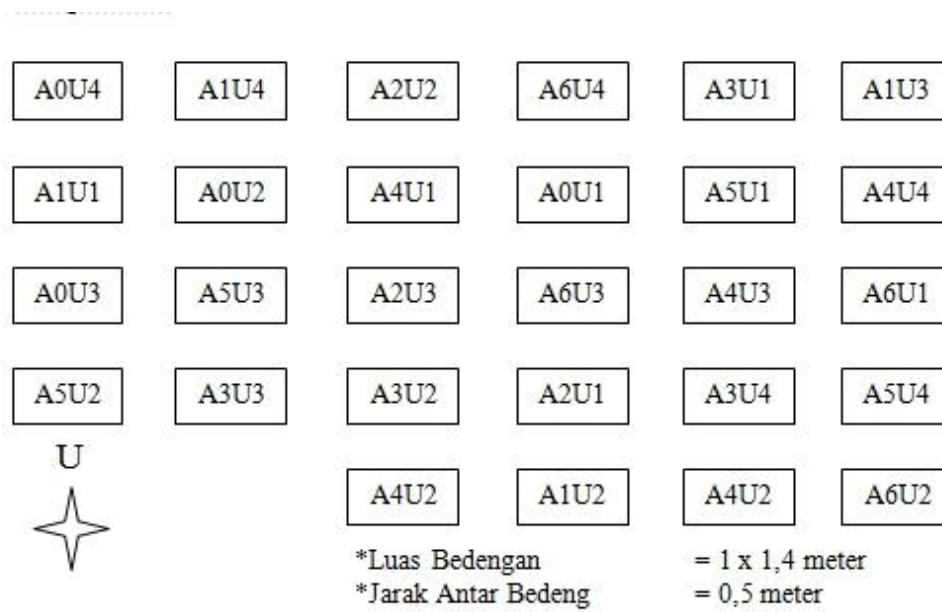 A0U4 A1U4 A2U2 A6U4 A3U1 A1U3
A1U1 A0U2 A4U1 A0U1 A5U1 A4U4
A0U3 A5U3 A2U3 A6U3 A4U3 A6U1
A5U2 A3U3 A3U2 A2U1 A3U4 A5U4
U
A4U2 A1U2 A4U2 A6U2
*Luas Bedengan = 1 x 1,4 meter
*Jarak Antar Bedeng = 0,5 meter